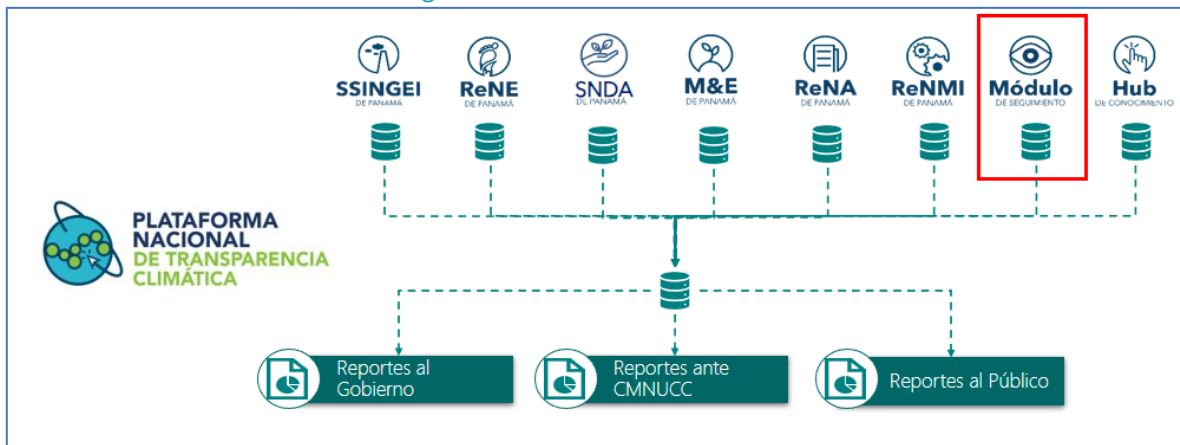 SSINGEI
DE PANAMÁ
ReNE
DE PANAMÁ
SNDA
DE PANAMÁ
M&E
DE PANAMÁ
ReNA
DE PANAMÁ
ReNMI
DE PANAMÁ
Módulo
DE SEGUIMIENTO
Hub
DE CONOCIMIENTO
PLATAFORMA
NACIONAL
DE TRANSPARENCIA
CLIMÁTICA
Reportes al
Gobierno
Reportes ante
CMNUCC
Reportes al Público